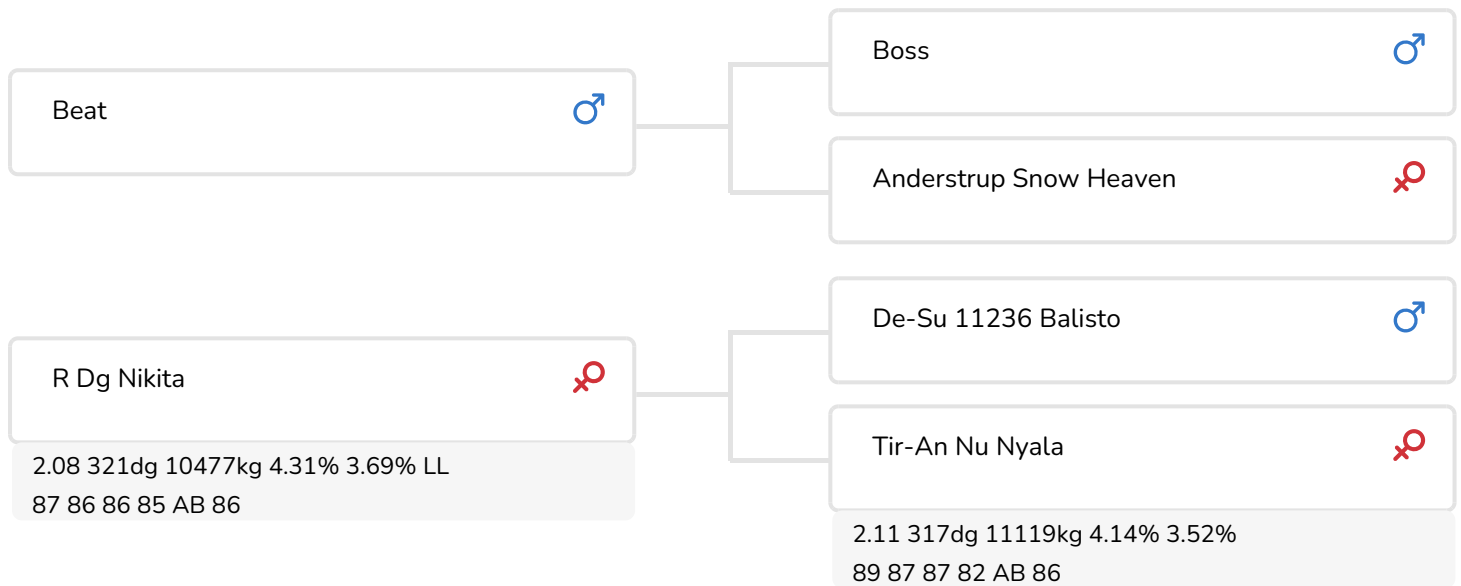 Boss
Beat
Anderstrup Snow Heaven
De-Su 11236 Balisto
R Dg Nikita
Tir-An Nu Nyala
2.08 321dg 10477kg 4.31% 3.69% LL
87 86 86 85 AB 86
2.11 317dg 11119kg 4.14% 3.52%
89 87 87 82 AB 86